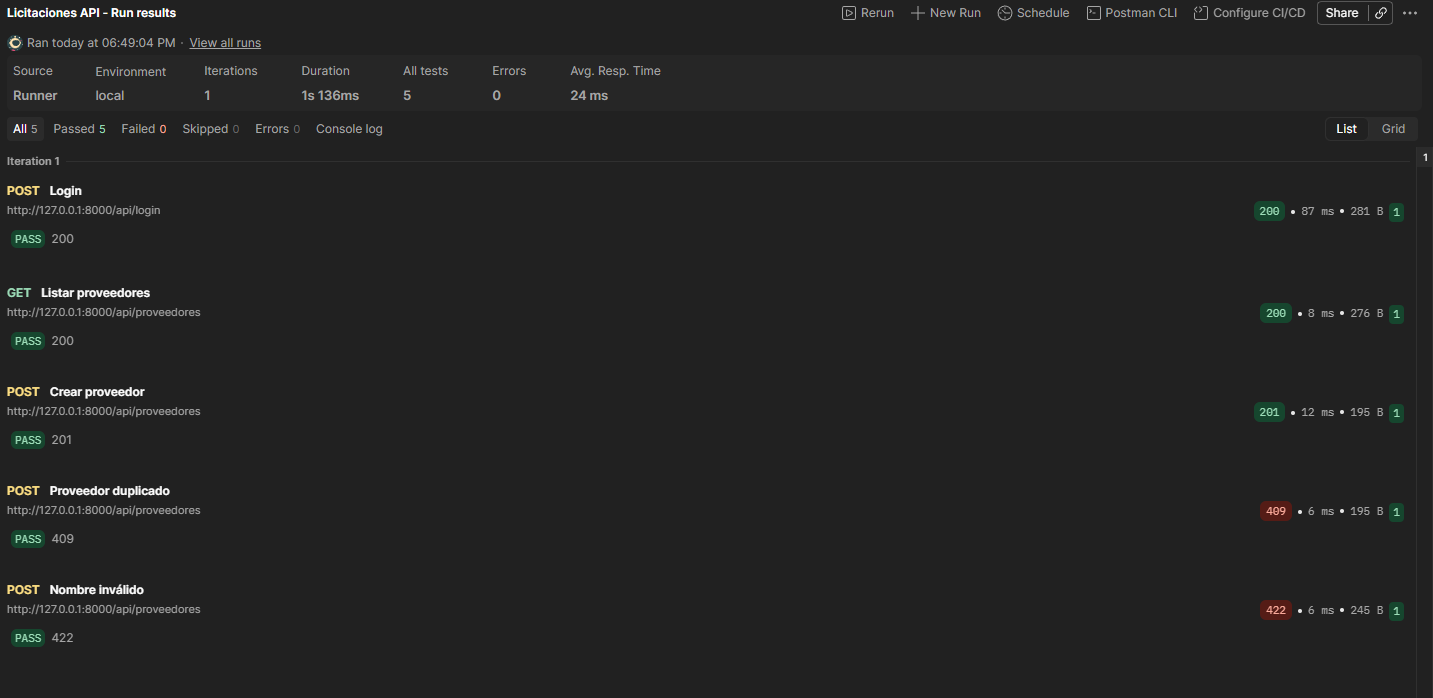 Licitaciones API - Run results
Rerun New Run Schedule Postman CLI Configure CI/CD Share
Ran today at 06:49:04 PM · View all runs
Source Environment Iterations Duration All tests Errors Avg. Resp. Time
Runner local 1 1s 136ms 5 0 24 ms
All 5 Passed 5 Failed 0 Skipped 0 Errors 0 Console log List Grid
Iteration 1 1
POST Login
http://127.0.0.1:8000/api/login 200 • 87 ms • 281 B 1
PASS 200
GET Listar proveedores
http://127.0.0.1:8000/api/proveedores 200 • 8 ms • 276 B 1
PASS 200
POST Crear proveedor
http://127.0.0.1:8000/api/proveedores 201 • 12 ms • 195 B 1
PASS 201
POST Proveedor duplicado
http://127.0.0.1:8000/api/proveedores 409 • 6 ms • 195 B 1
PASS 409
POST Nombre inválido
http://127.0.0.1:8000/api/proveedores 422 • 6 ms • 245 B 1
PASS 422